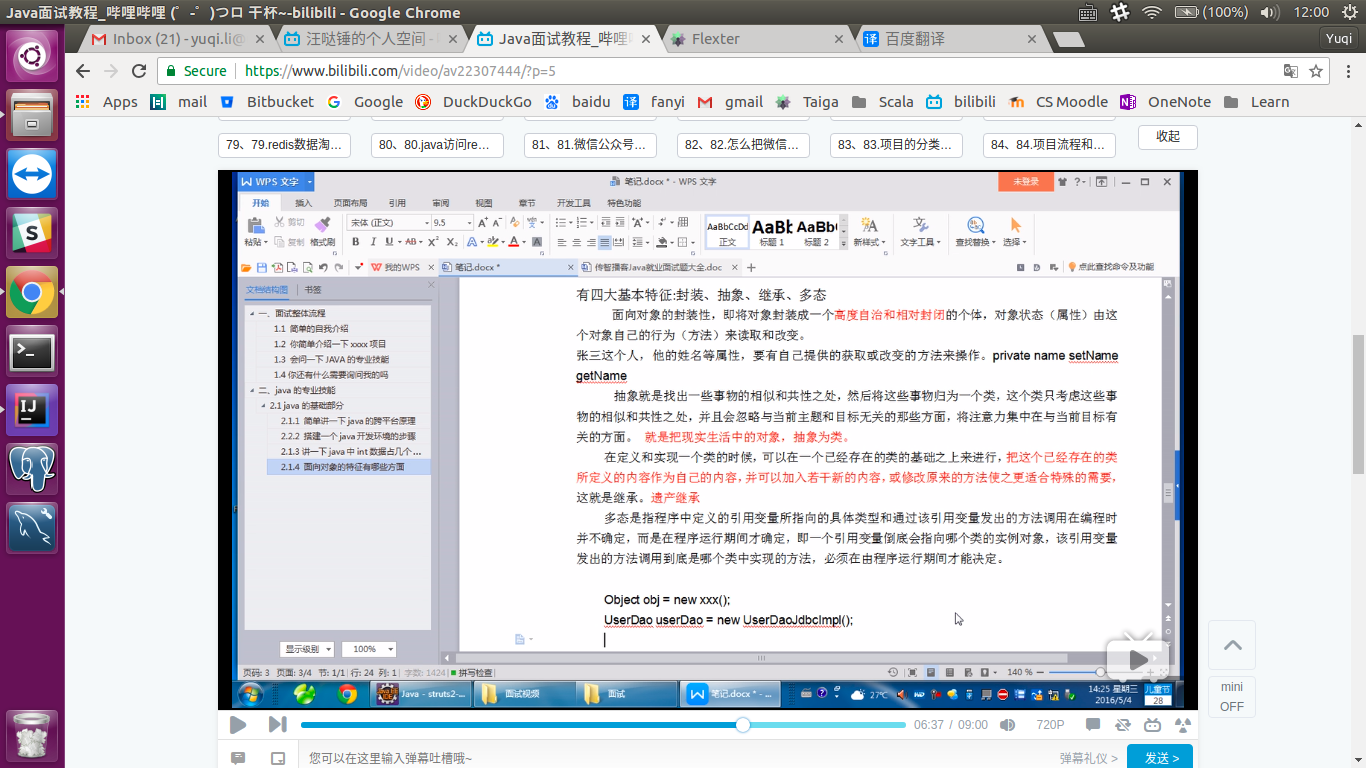 Java面试教程_哔哩哔哩 (゜-゜)つロ 干杯~-bilibili - Google Chrome
(100%)
12:00
Inbox (21) - yuqi.li@
汪哒锤的个人空间 -
Java面试教程_哔哩
Flexter
百度翻译
Yuqi
Secure
https://www.bilibili.com/video/av22307444/?p=5
Apps
mail
Bitbucket
Google
DuckDuckGo
baidu
fanyi
gmail
Taiga
Scala
bilibili
CS Moodle
OneNote
Learn
79、79.redis数据淘...
80、80.java访问re...
81、81.微信公众号...
82、82.怎么把微信...
83、83.项目的分类...
84、84.项目流程和...
收起
WPS 文字
笔记.docx * - WPS 文字
未登录
开始
插入
页面布局
引用
审阅
视图
章节
开发工具
特色功能
粘贴
剪切
复制
格式刷
宋体 (正文)
9.5
AaBbCcDd
正文
AaBb
标题 1
AaBb(
标题 2
新样式
文字工具
查找替换
选择
我的WPS
笔记.docx *
传智播客Java就业面试题大全.doc
点此查找命令及功能
文档结构图
书签
一、面试整体流程
1.1 简单的自我介绍
1.2 你简单介绍一下 xxxx 项目
1.3 会问一下 JAVA 的专业技能
1.4 你还有什么需要询问我的吗
二、java 的专业技能
2.1 java 的基础部分
2.1.1 简单讲一下 java 的跨平台原理
2.2.2 搭建一个 java 开发环境的步骤
2.1.3 讲一下 java 中 int 数据占几个 ...
2.1.4 面向对象的特征有哪些方面
显示级别
100%
有四大基本特征:封装、抽象、继承、多态
面向对象的封装性，即将对象封装成一个高度自治和相对封闭的个体，对象状态（属性）由这
个对象自己的行为（方法）来读取和改变。
张三这个人，他的姓名等属性，要有自己提供的获取或改变的方法来操作。private name setName
getName
抽象就是找出一些事物的相似和共性之处，然后将这些事物归为一个类，这个类只考虑这些事
物的相似和共性之处，并且会忽略与当前主题和目标无关的那些方面，将注意力集中在与当前目标有
关的方面。 就是把现实生活中的对象，抽象为类。
在定义和实现一个类的时候，可以在一个已经存在的类的基础之上来进行，把这个已经存在的类
所定义的内容作为自己的内容，并可以加入若干新的内容，或修改原来的方法使之更适合特殊的需要，
这就是继承。遗产继承
多态是指程序中定义的引用变量所指向的具体类型和通过该引用变量发出的方法调用在编程时
并不确定，而是在程序运行期间才确定，即一个引用变量倒底会指向哪个类的实例对象，该引用变量
发出的方法调用到底是哪个类中实现的方法，必须在由程序运行期间才能决定。
Object obj = new xxx();
UserDao userDao = new UserDaoJdbcImpl();
页码: 3 页面: 3/4 节: 1/1 行: 24 列: 1 字数: 1424 拼写检查
140 %
Java - struts2-...
面试视频
面试
笔记.docx * -...
27℃
14:25 星期三
2016/5/4
儿童节
28
06:37 / 09:00
720P
mini
OFF
您可以在这里输入弹幕吐槽哦~
弹幕礼仪 >
发送 >